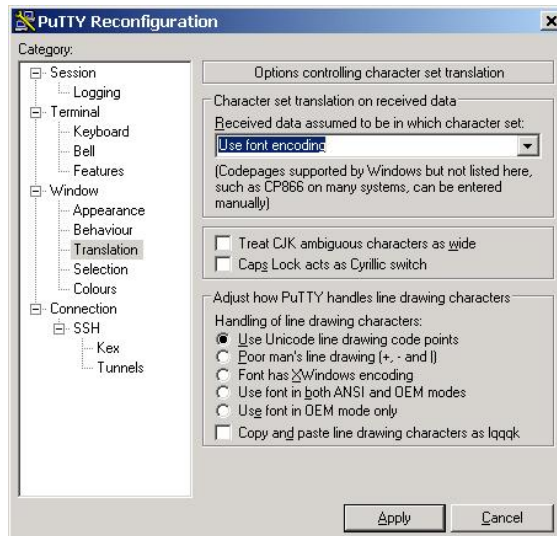 PuTTY Reconfiguration
Category:
Session
Logging
Terminal
Keyboard
Bell
Features
Window
Appearance
Behaviour
Translation
Selection
Colours
Connection
SSH
Kex
Tunnels
Options controlling character set translation
Character set translation on received data
Received data assumed to be in which character set:
Use font encoding
(Codepages supported by Windows but not listed here,
such as CP866 on many systems, can be entered
manually)
Treat CJK ambiguous characters as wide
Caps Lock acts as Cyrillic switch
Adjust how PuTTY handles line drawing characters
Handling of line drawing characters:
Use Unicode line drawing code points
Poor man's line drawing (+, - and |)
Font has XWindows encoding
Use font in both ANSI and OEM modes
Use font in OEM mode only
Copy and paste line drawing characters as lqqqk
Apply
Cancel